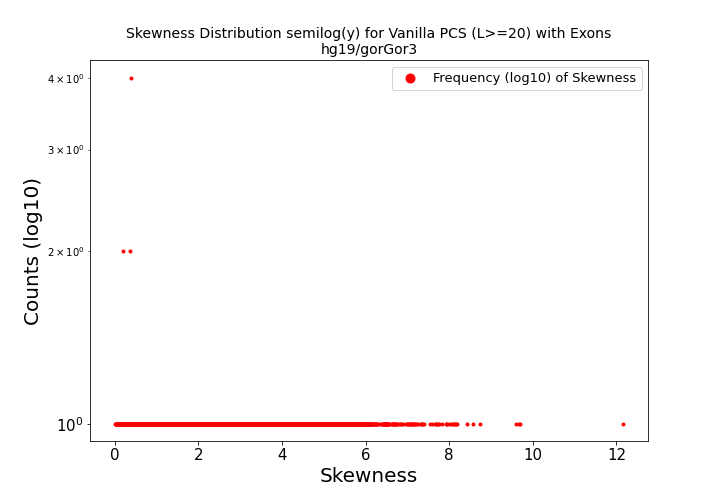 Skewness Distribution semilog(y) for Vanilla PCS (L>=20) with Exons
hg19/gorGor3
Frequency (log10) of Skewness
Counts (log10)
4 × 10⁰
3 × 10⁰
2 × 10⁰
10⁰
0 2 4 6 8 10 12
Skewness